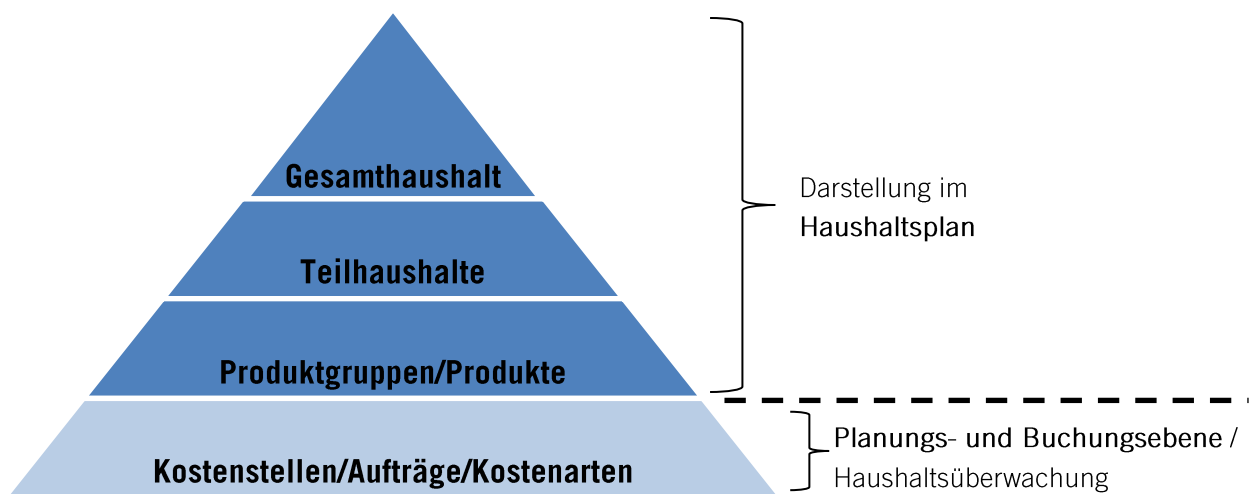 Gesamthaushalt
Teilhaushalte
Produktgruppen/Produkte
Kostenstellen/Aufträge/Kostenarten
Darstellung im
Haushaltsplan
Planungs- und Buchungsebene /
Haushaltsüberwachung